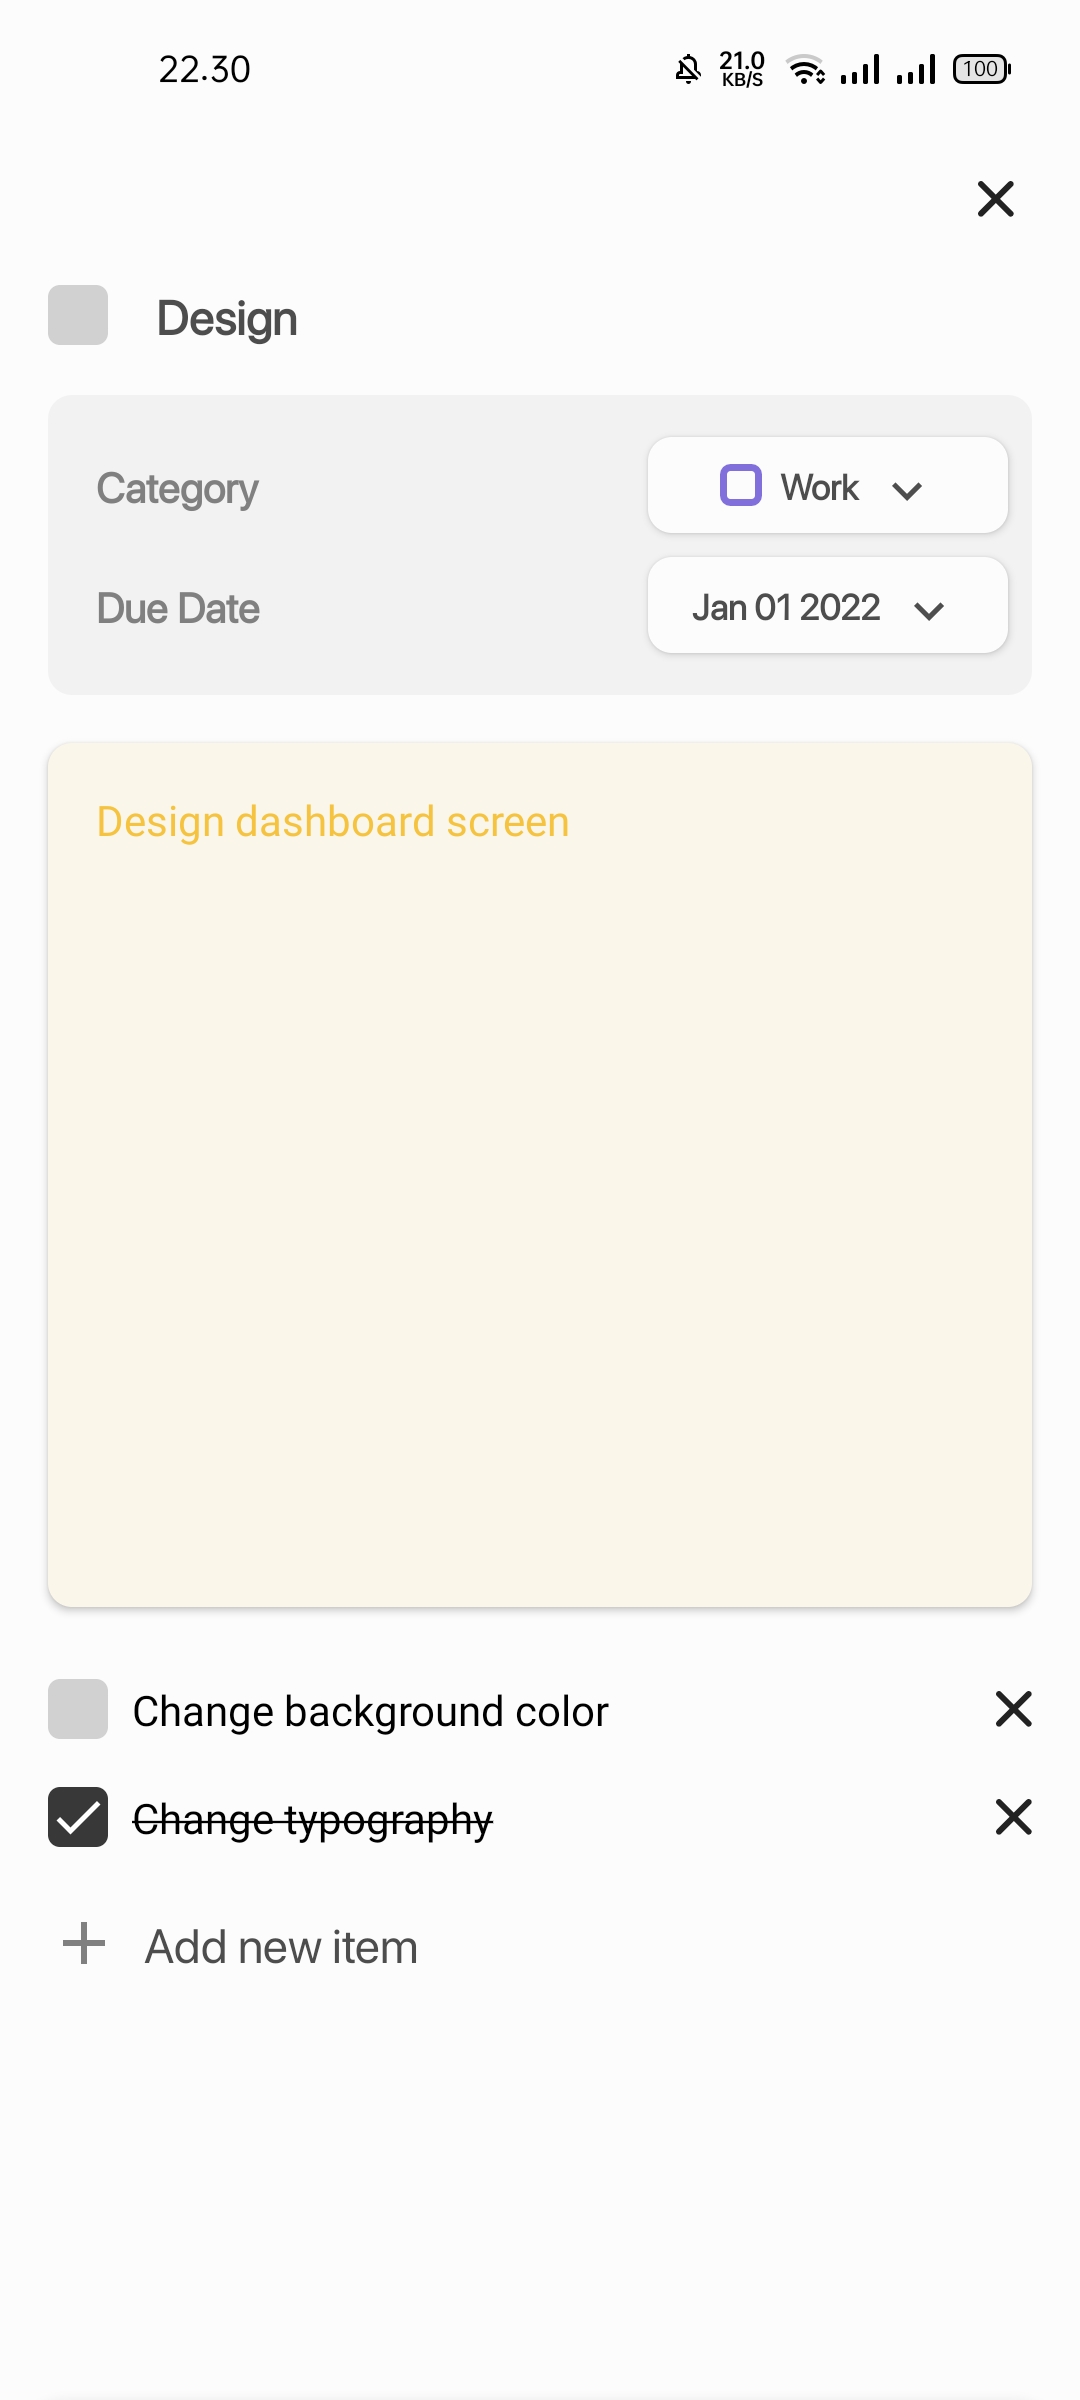 22.30
21.0
KB/S
100
Design
Category
Work
Due Date
Jan 01 2022
Design dashboard screen
Change background color
Change typography
Add new item